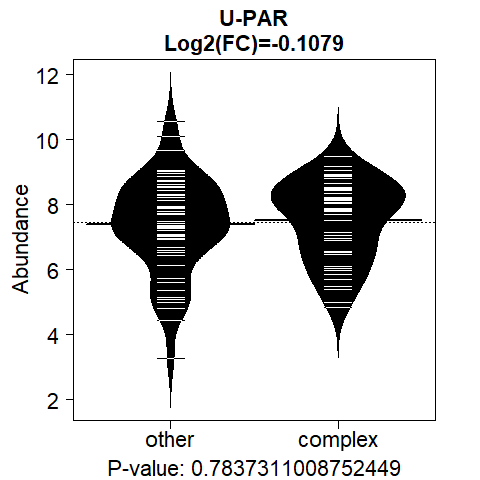 U-PAR
Log2(FC)=-0.1079
Abundance
12
10
8
6
4
2
other complex
P-value: 0.7837311008752449